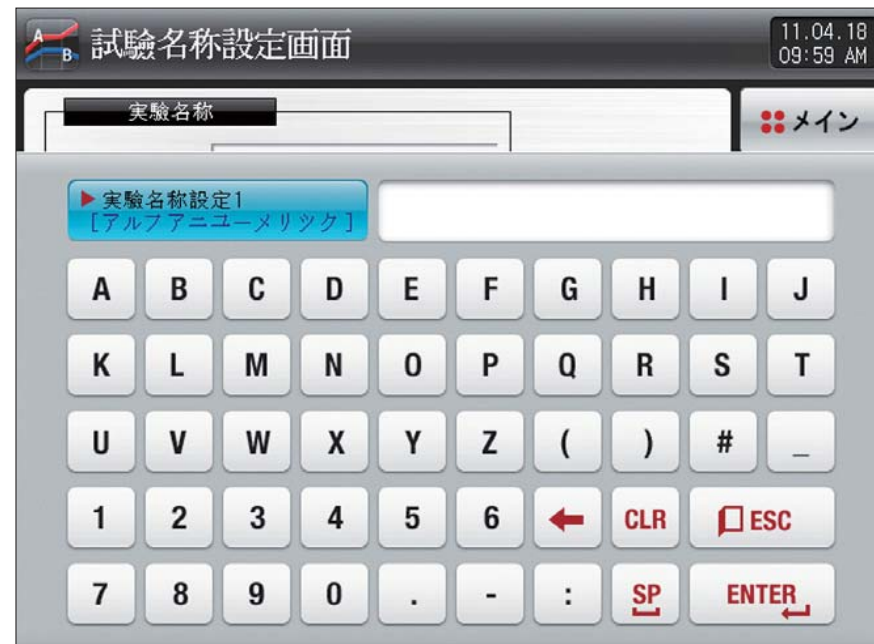 A B 試験名称設定画面
11.04.18
09:59 AM
実験名称
メイン
▶ 実験名称設定1
[アルファニューメリック]
A B C D E F G H I J
K L M N O P Q R S T
U V W X Y Z ( ) # _
1 2 3 4 5 6 ← CLR ESC
7 8 9 0 . - : SP ENTER